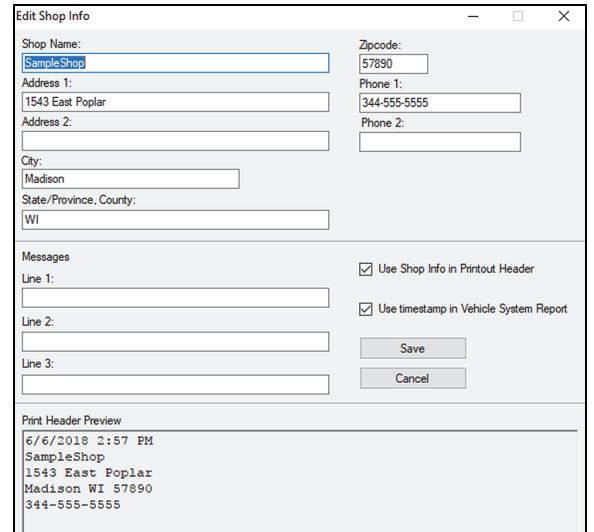 Edit Shop Info
Shop Name:
SampleShop
Address 1:
1543 East Poplar
Address 2:
City:
Madison
State/Province, County:
WI
Zipcode:
57890
Phone 1:
344-555-5555
Phone 2:
Messages
Line 1:
Line 2:
Line 3:
Use Shop Info in Printout Header
Use timestamp in Vehicle System Report
Save
Cancel
Print Header Preview
6/6/2018 2:57 PM
SampleShop
1543 East Poplar
Madison WI 57890
344-555-5555